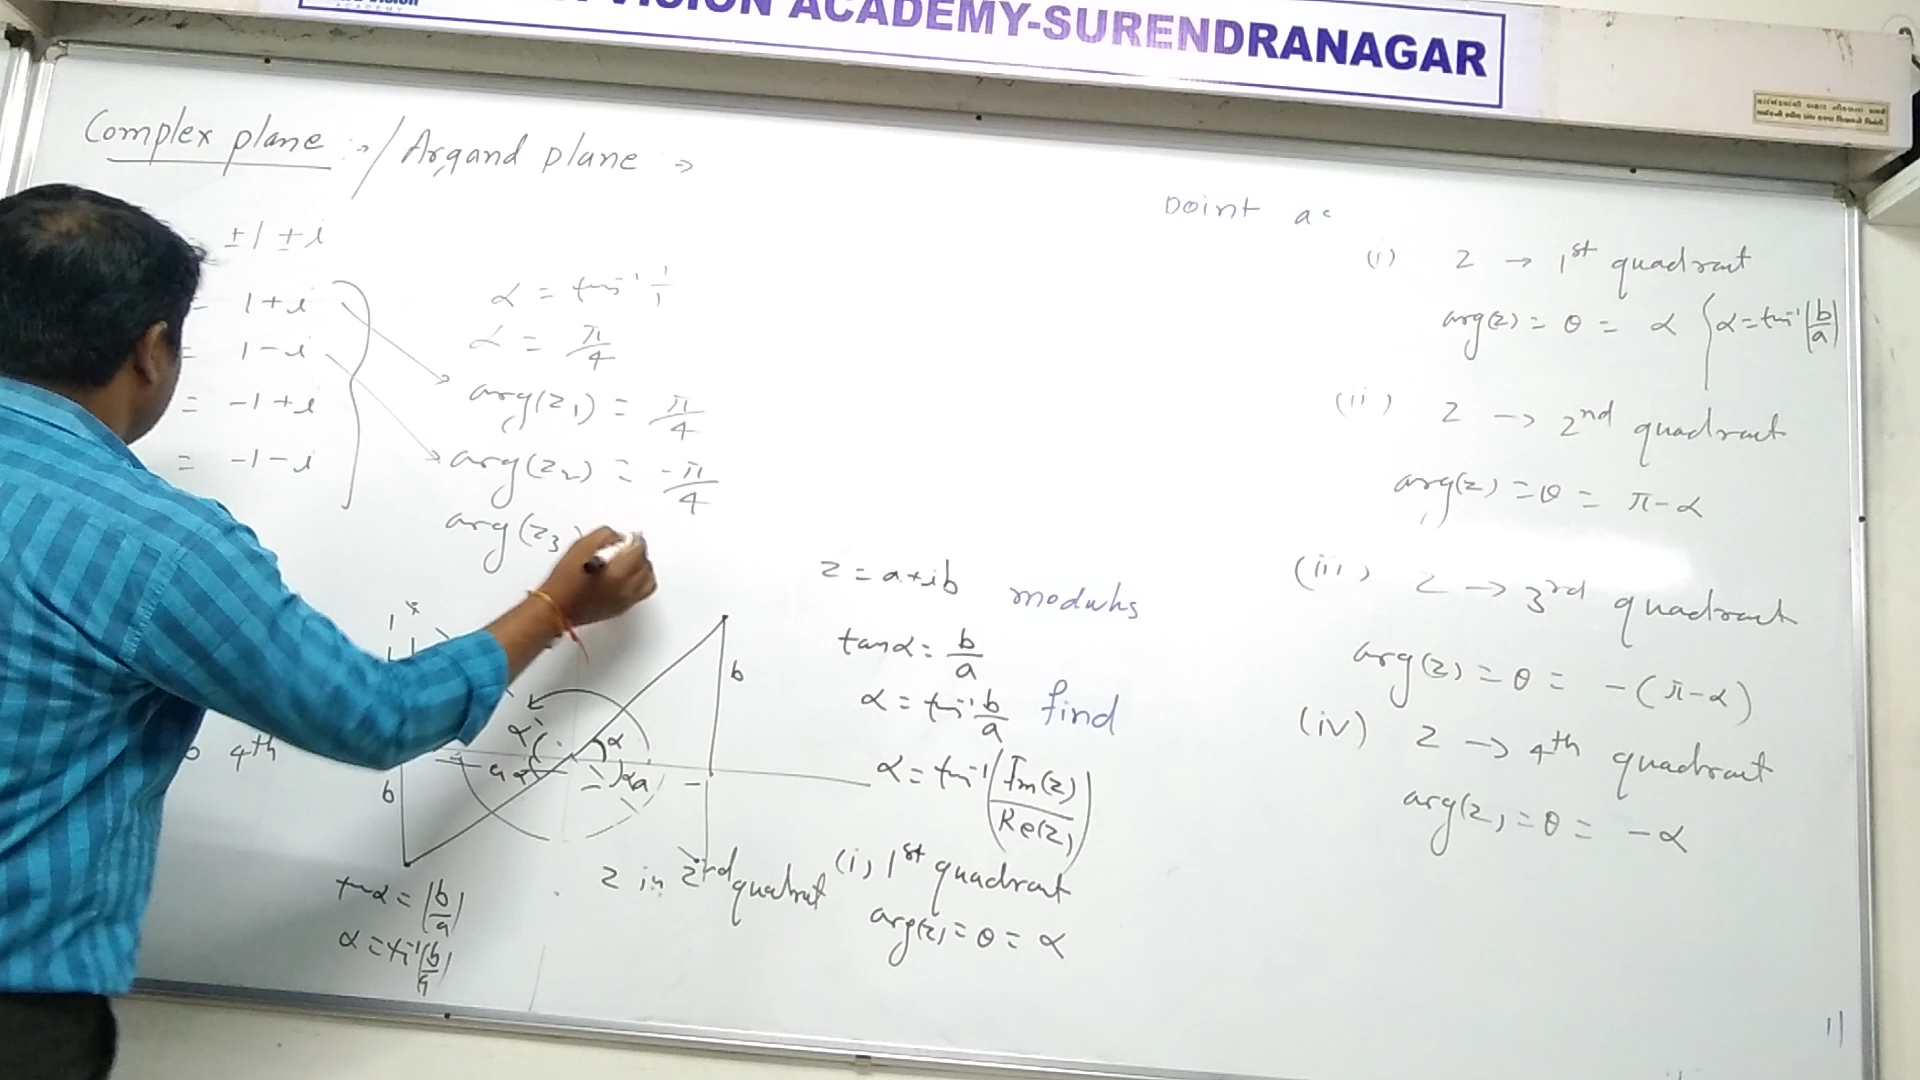 VISION ACADEMY-SURENDRANAGAR
Complex plane :→ / Argand plane →
± 1 ± i
= 1 + i
= 1 - i
= -1 + i
= -1 - i
α = tan⁻¹ 1/1
α = π/4
arg(z₁) = π/4
arg(z₂) = -π/4
arg(z₃)
4th
b
α
α
a
b
tanα = |b/a|
α = tan⁻¹|b/a|
z = a+ib modulus
tanα = b/a
α = tan⁻¹ b/a find
α = tan⁻¹ |Im(z)/Re(z)|
z in quadrant
(i) 1st quadrant
arg(z) = θ = α
point
(i) z → 1st quadrant
arg(z) = θ = α { α = tan⁻¹ |b/a|
(ii) z → 2nd quadrant
arg(z) = θ = π-α
(iii) z → 3rd quadrant
arg(z) = θ = -(π-α)
(iv) z → 4th quadrant
arg(z) = θ = -α